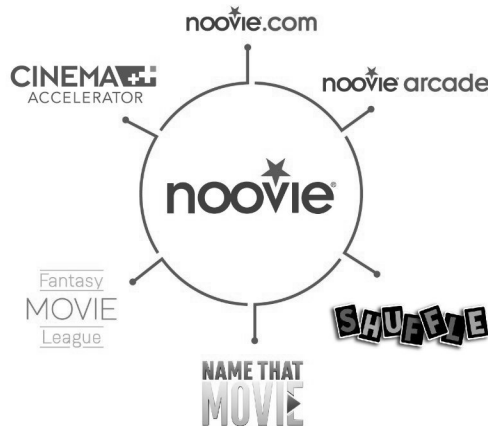 noovie.com
CINEMA
ACCELERATOR
noovie arcade
noovie®
Fantasy
MOVIE
League
SHUFFLE
NAME THAT
MOVIE